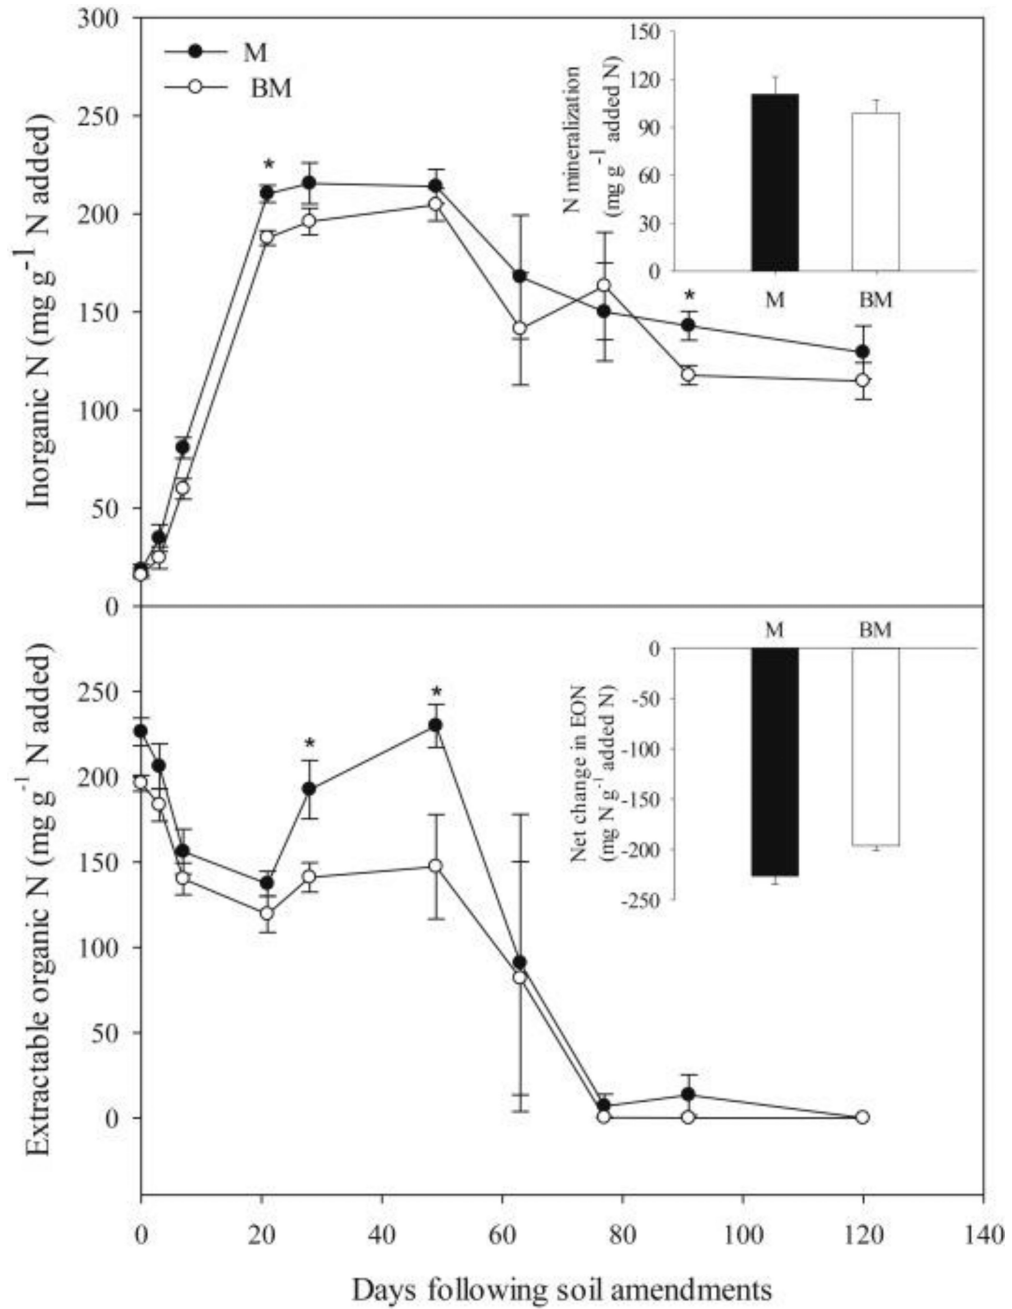 300
250
200
150
100
50
0
Inorganic N (mg g-1 N added)
M
BM
*
*
150
120
90
60
30
0
N mineralization
(mg g-1 added N)
M
BM
250
200
150
100
50
0
Extractable organic N (mg g-1 N added)
*
*
M
BM
0
-50
-100
-150
-200
-250
Net change in EON
(mg N g-1 added N)
0 20 40 60 80 100 120 140
Days following soil amendments